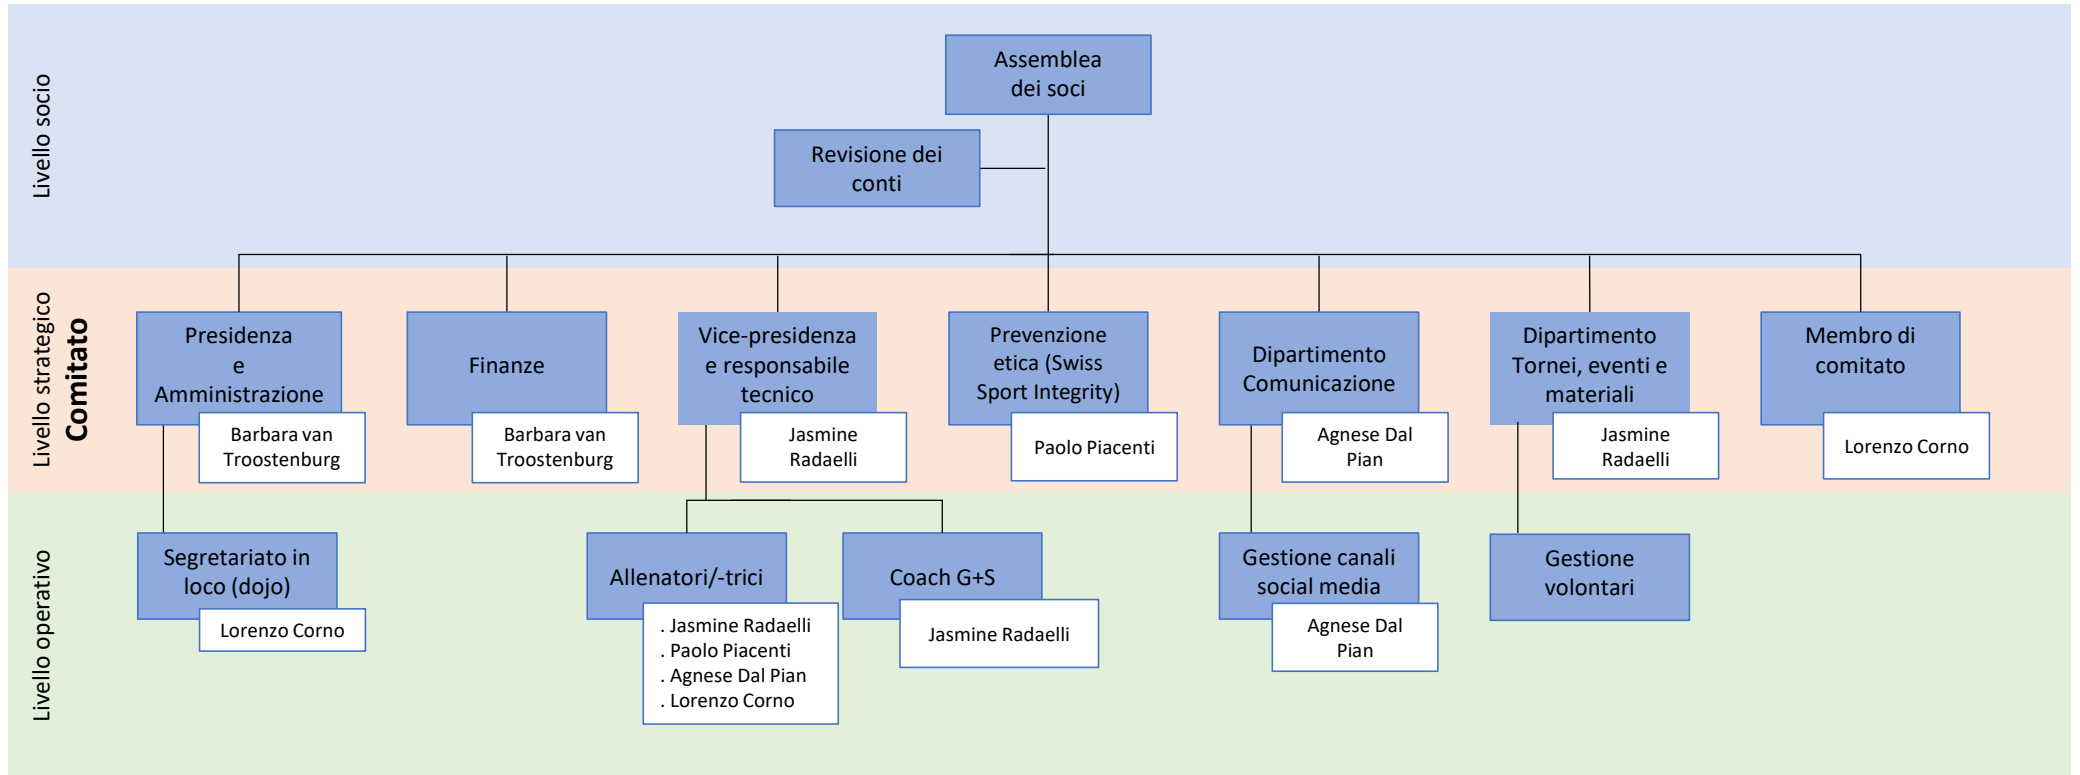 Livello socio
Assemblea
dei soci
Revisione dei
conti
Livello strategico
Comitato
Presidenza
e
Amministrazione
Barbara van
Troostenburg
Finanze
Barbara van
Troostenburg
Vice-presidenza
e responsabile
tecnico
Jasmine
Radaelli
Prevenzione
etica (Swiss
Sport Integrity)
Paolo Piacenti
Dipartimento
Comunicazione
Agnese Dal
Pian
Dipartimento
Tornei, eventi e
materiali
Jasmine
Radaelli
Membro di
comitato
Lorenzo Corno
Livello operativo
Segretariato in
loco (dojo)
Lorenzo Corno
Allenatori/-trici
. Jasmine Radaelli
. Paolo Piacenti
. Agnese Dal Pian
. Lorenzo Corno
Coach G+S
Jasmine Radaelli
Gestione canali
social media
Agnese Dal
Pian
Gestione
volontari